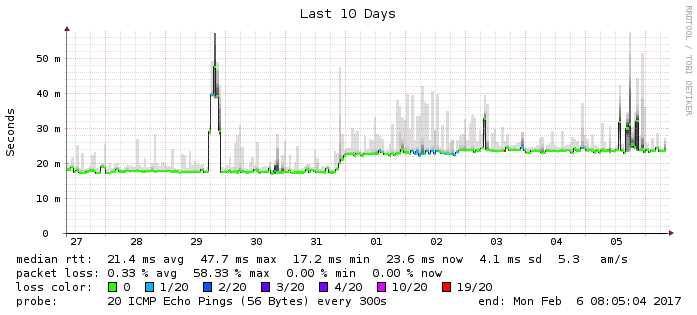 Last 10 Days
RRDTOOL / TOBI OETIKER
Seconds
50 m
40 m
30 m
20 m
10 m
0
27 28 29 30 31 01 02 03 04 05
median rtt: 21.4 ms avg 47.7 ms max 17.2 ms min 23.6 ms now 4.1 ms sd 5.3 am/s
packet loss: 0.33 % avg 58.33 % max 0.00 % min 0.00 % now
loss color: 0 1/20 2/20 3/20 4/20 10/20 19/20
probe: 20 ICMP Echo Pings (56 Bytes) every 300s end: Mon Feb 6 08:05:04 2017